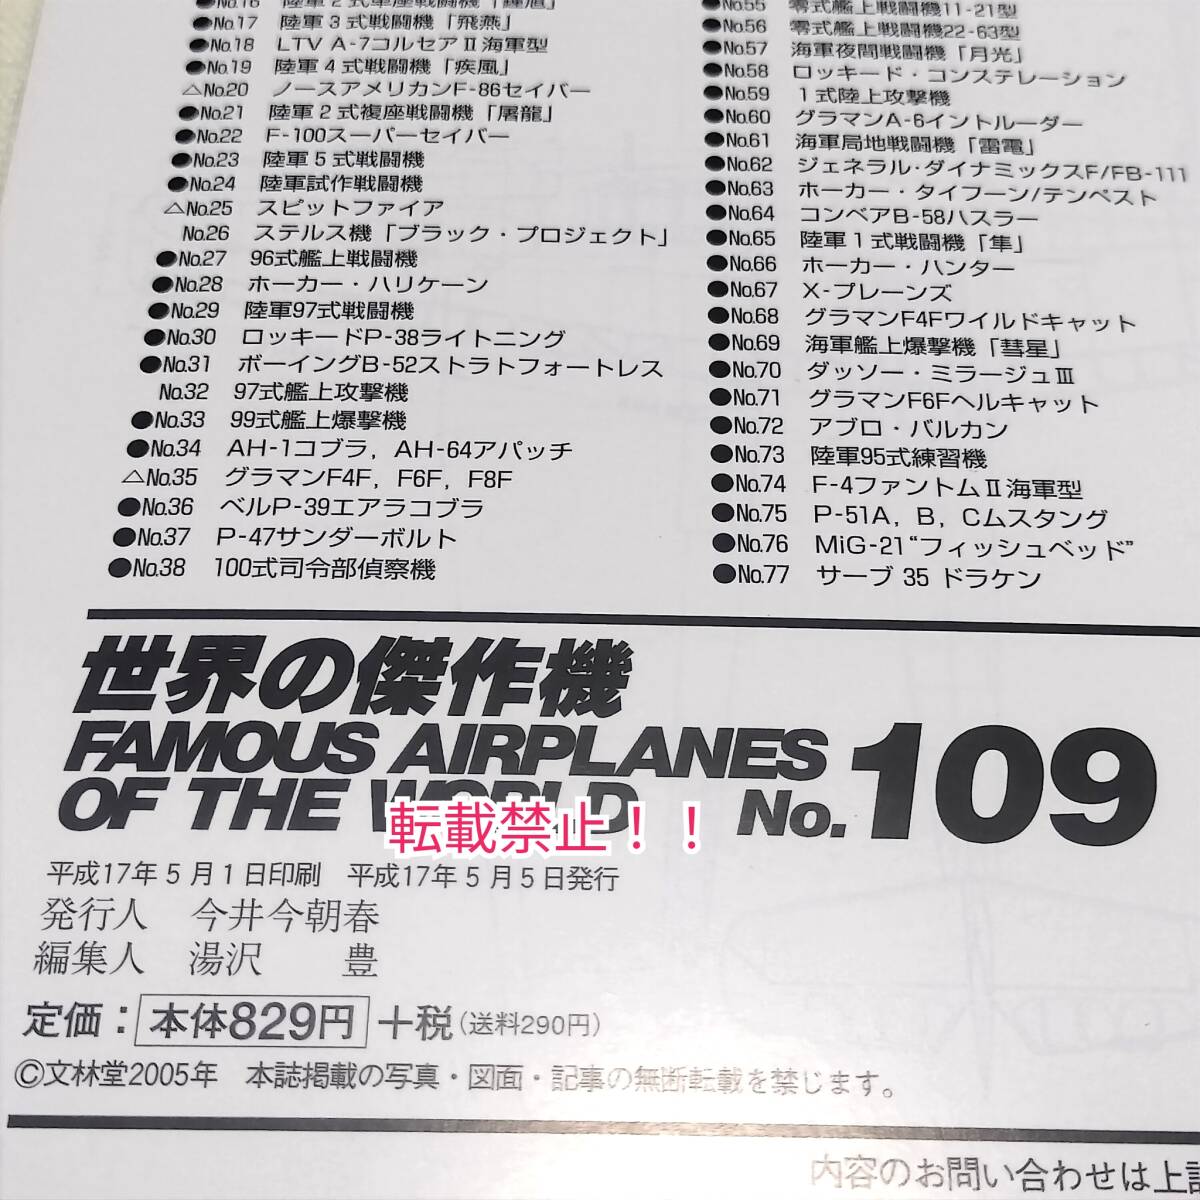 ●No.16 陸軍2式単座戦闘機「鍾馗」
●No.17 陸軍3式戦闘機「飛燕」
●No.18 LTV A-7コルセアⅡ海軍型
●No.19 陸軍4式戦闘機「疾風」
△No.20 ノースアメリカンF-86セイバー
●No.21 陸軍2式複座戦闘機「屠龍」
●No.22 F-100スーパーセイバー
●No.23 陸軍5式戦闘機
●No.24 陸軍試作戦闘機
△No.25 スピットファイア
No.26 ステルス機「ブラック・プロジェクト」
●No.27 96式艦上戦闘機
●No.28 ホーカー・ハリケーン
●No.29 陸軍97式戦闘機
●No.30 ロッキードP-38ライトニング
●No.31 ボーイングB-52ストラトフォートレス
No.32 97式艦上攻撃機
●No.33 99式艦上爆撃機
●No.34 AH-1コブラ, AH-64アパッチ
△No.35 グラマンF4F, F6F, F8F
●No.36 ベルP-39エアラコブラ
●No.37 P-47サンダーボルト
●No.38 100式司令部偵察機
●No.55 零式艦上戦闘機11-21型
●No.56 零式艦上戦闘機22-63型
●No.57 海軍夜間戦闘機「月光」
●No.58 ロッキード・コンステレーション
●No.59 1式陸上攻撃機
●No.60 グラマンA-6イントルーダー
●No.61 海軍局地戦闘機「雷電」
●No.62 ジェネラル・ダイナミックスF/FB-111
●No.63 ホーカー・タイフーン/テンペスト
●No.64 コンベアB-58ハスラー
●No.65 陸軍1式戦闘機「隼」
●No.66 ホーカー・ハンター
●No.67 X-プレーンズ
●No.68 グラマンF4Fワイルドキャット
●No.69 海軍艦上爆撃機「彗星」
●No.70 ダッソー・ミラージュⅢ
●No.71 グラマンF6Fヘルキャット
●No.72 アブロ・バルカン
●No.73 陸軍95式練習機
●No.74 F-4ファントムⅡ海軍型
●No.75 P-51A, B, Cムスタング
●No.76 MiG-21“フィッシュベッド”
●No.77 サーブ 35 ドラケン
世界の傑作機
FAMOUS AIRPLANES
OF THE WORLD No.109
転載禁止！！
平成17年5月1日印刷 平成17年5月5日発行
発行人 今井今朝春
編集人 湯沢 豊
定価：本体829円+税(送料290円)
©文林堂2005年 本誌掲載の写真・図面・記事の無断転載を禁じます。
内容のお問い合わせは上記